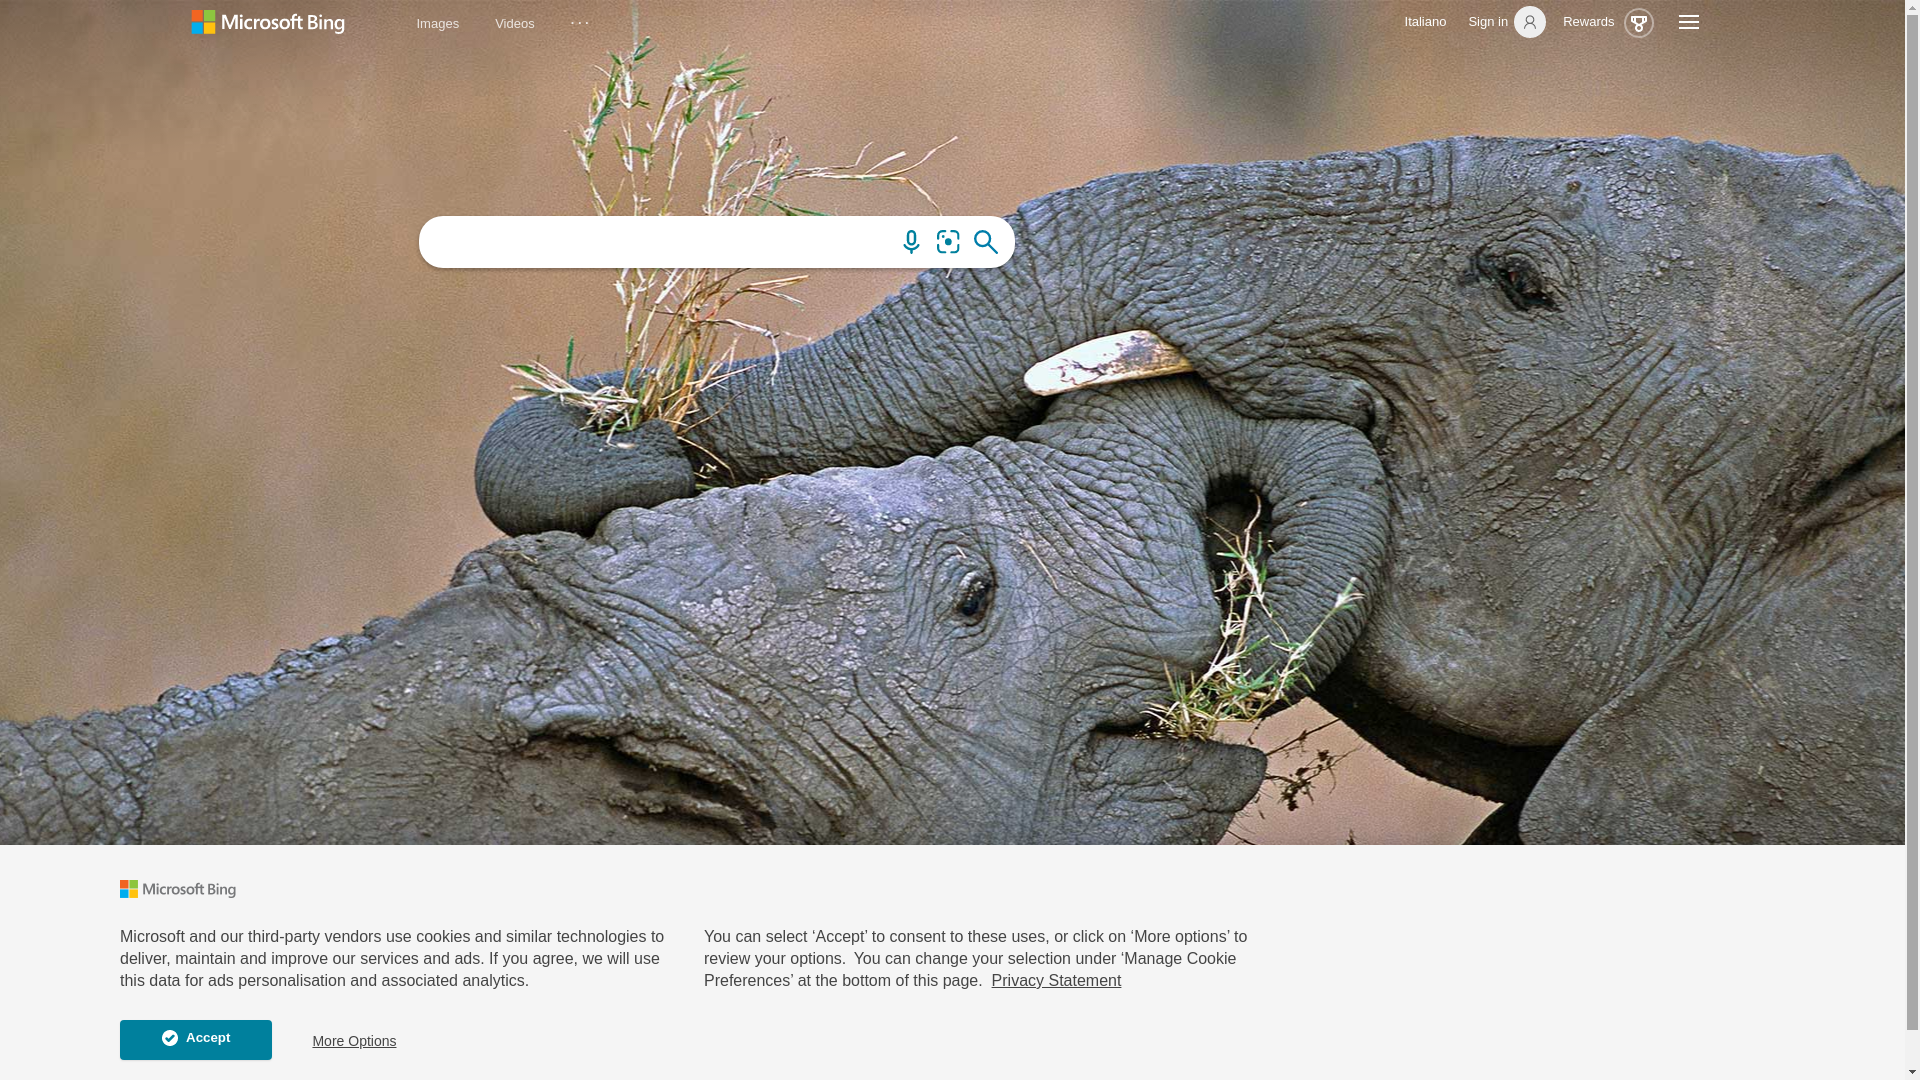 Microsoft Bing
Images
Videos
Italiano
Sign in
Rewards
Microsoft Bing
Microsoft and our third-party vendors use cookies and similar technologies to
deliver, maintain and improve our services and ads. If you agree, we will use
this data for ads personalisation and associated analytics.
You can select ‘Accept’ to consent to these uses, or click on ‘More options’ to
review your options.  You can change your selection under ‘Manage Cookie
Preferences’ at the bottom of this page.  Privacy Statement
Accept
More Options